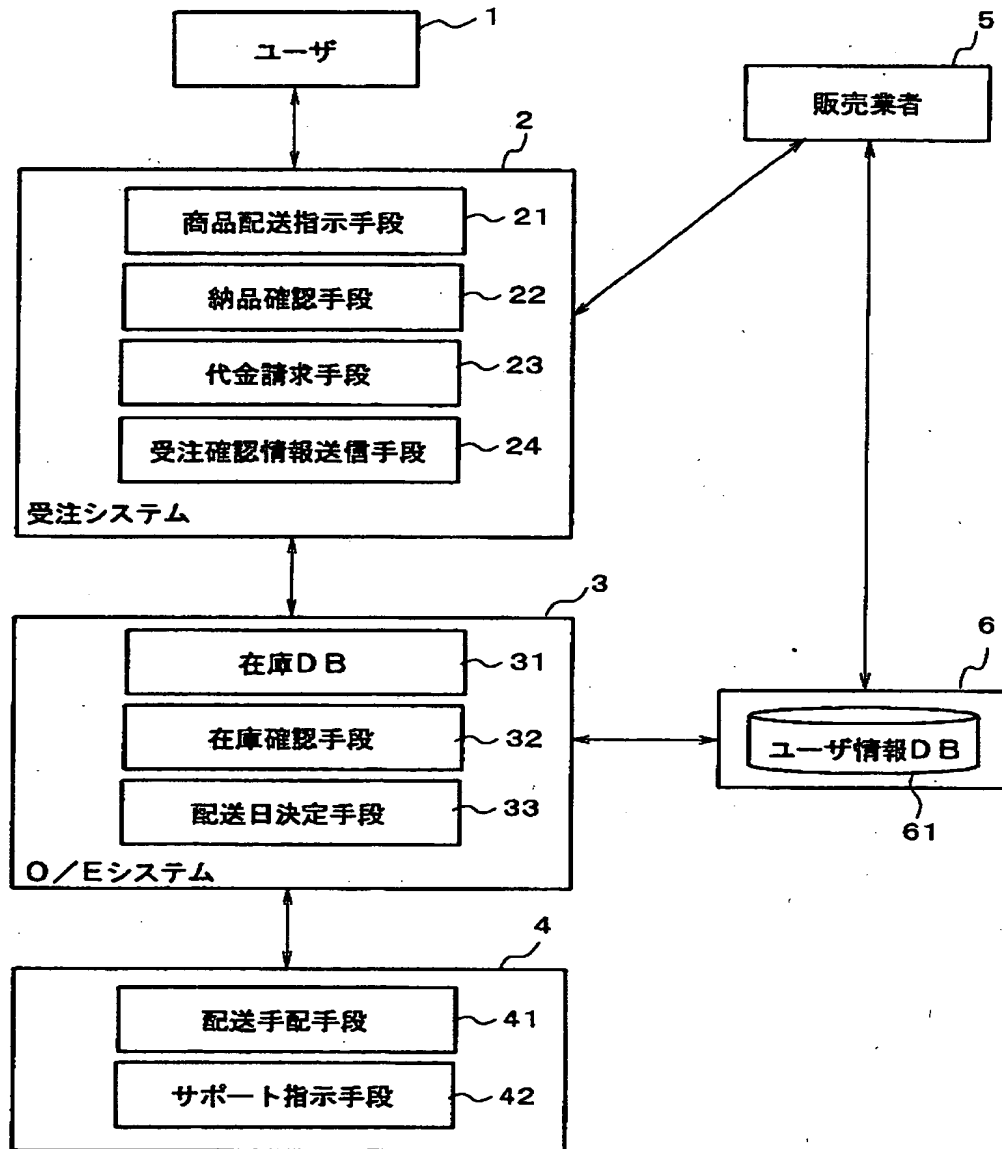 1
ユーザ
5
販売業者
2
商品配送指示手段
21
納品確認手段
22
代金請求手段
23
受注確認情報送信手段
24
受注システム
3
在庫DB
31
在庫確認手段
32
配送日決定手段
33
O/Eシステム
6
ユーザ情報DB
61
4
配送手配手段
41
サポート指示手段
42